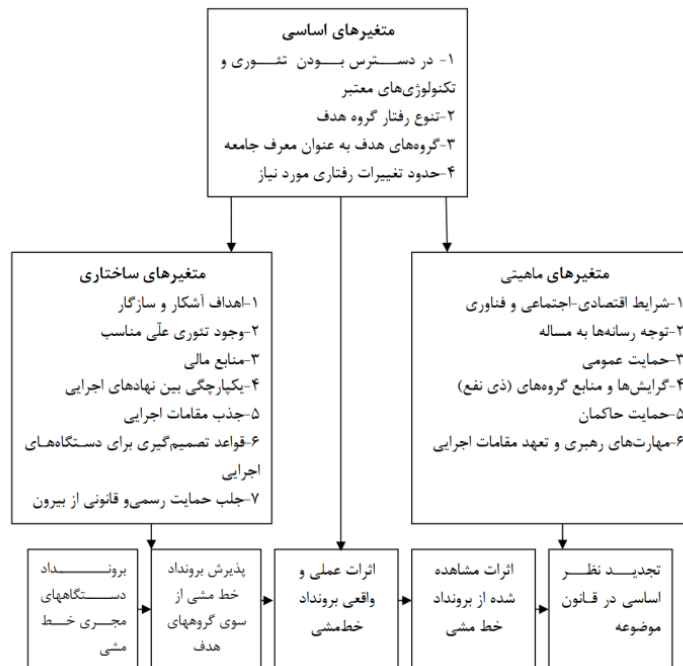 متغیرهای اساسی
۱- در دسترس بودن تئوری و
تکنولوژی‌های معتبر
۲-تنوع رفتار گروه هدف
۳-گروه‌های هدف به عنوان معرف جامعه
۴-حدود تغییرات رفتاری مورد نیاز
متغیرهای ماهیتی
۱-شرایط اقتصادی-اجتماعی و فناوری
۲-توجه رسانه‌ها به مساله
۳-حمایت عمومی
۴-گرایش‌ها و منابع گروه‌های (ذی نفع)
۵-حمایت حاکمان
۶-مهارت‌های رهبری و تعهد مقامات اجرایی
متغیرهای ساختاری
۱-اهداف آشکار و سازگار
۲-وجود تئوری علّی مناسب
۳-منابع مالی
۴-یکپارچگی بین نهادهای اجرایی
۵-جذب مقامات اجرایی
۶-قواعد تصمیم‌گیری برای دستگاه‌های
اجرایی
۷-جلب حمایت رسمی‌و قانونی از بیرون
تجدید نظر
اساسی در قانون
موضوعه
اثرات مشاهده
شده از برونداد
خط مشی
اثرات عملی و
واقعی برونداد
خط‌مشی
پذیرش برونداد
خط مشی از
سوی گروههای
هدف
برونداد
دستگاههای
مجری خط
مشی